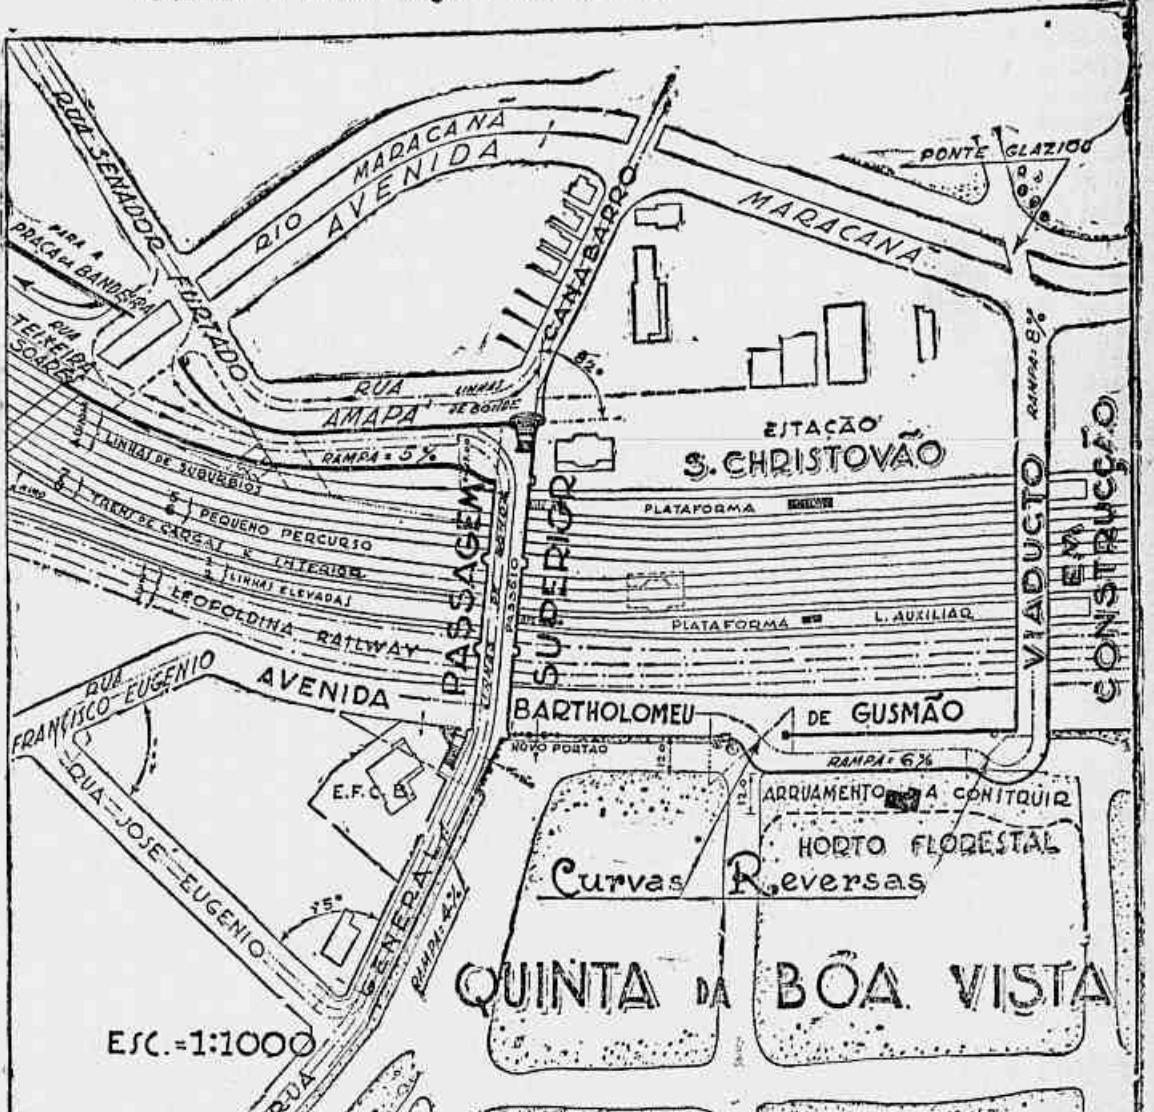 RUA SENADOR FURTADO
RIO MARACANÃ
AVENIDA
MARACANÃ
PONTE GLAZIOU
PARA A
PRAÇA DA BANDEIRA
RUA
TEIXEIRA
SOARES
CANABARRO
82°
RAMPA=8%
RUA
AMAPÁ
LINHAS
DE BONDE
RAMPA=5%
ESTAÇÃO
S. CHRISTOVÃO
LINHAS DE SUBURBIOS
PEQUENO PERCURSO
TRENS DE CARGAS E INTERIOR
LINHAS ELEVADAS
LEOPOLDINA RAILWAY
PASSAGEM
SUPERIOR
PASSEIO
PLATAFORMA
PLATAFORMA
L. AUXILIAR
VIADUCTO
EM
CONSTRUCÇÃO
RUA
FRANCISCO EUGENIO
AVENIDA
BARTHOLOMEU
DE GUSMÃO
NOVO PORTÃO
RAMPA=6%
E.F.C.B.
ARRUAMENTO A CONSTRUIR
HORTO FLORESTAL
Curvas Reversas
RUA JOSE EUGENIO
75°
GENERAL
RAMPA=4%
QUINTA DA BÔA VISTA
ESC.=1:1000
RUA